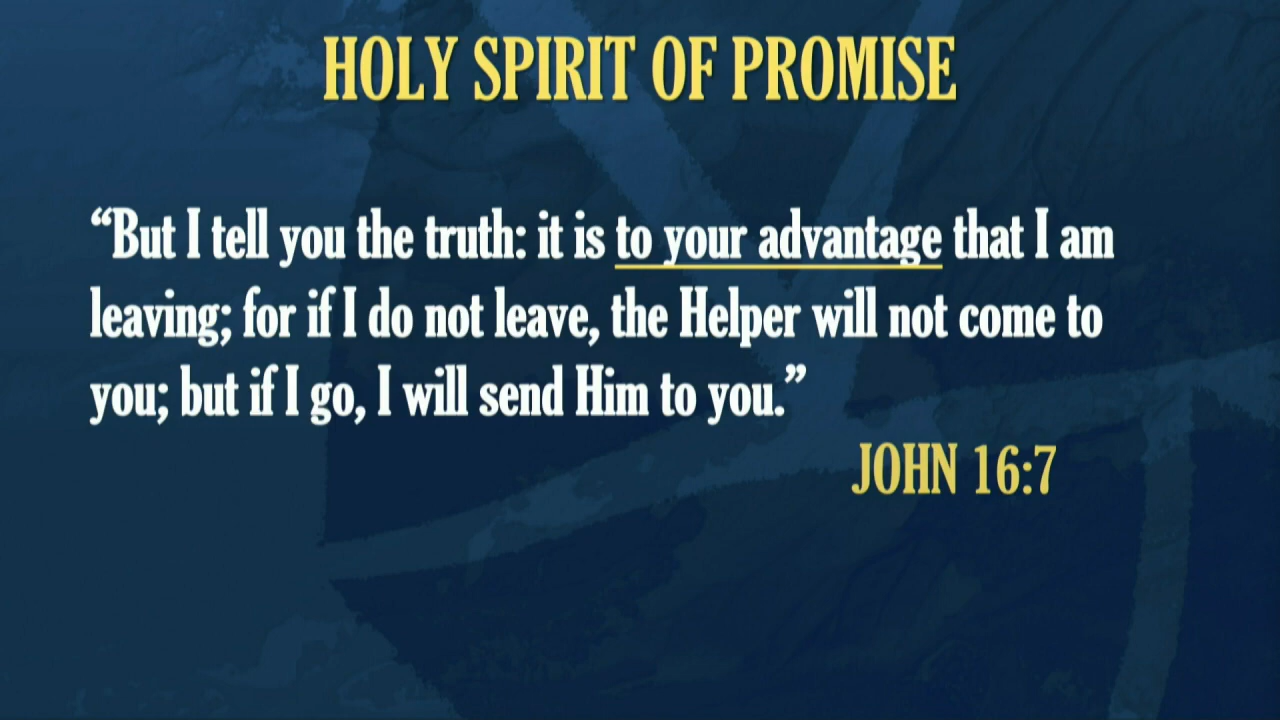 HOLY SPIRIT OF PROMISE
“But I tell you the truth: it is to your advantage that I am
leaving; for if I do not leave, the Helper will not come to
you; but if I go, I will send Him to you.”
JOHN 16:7